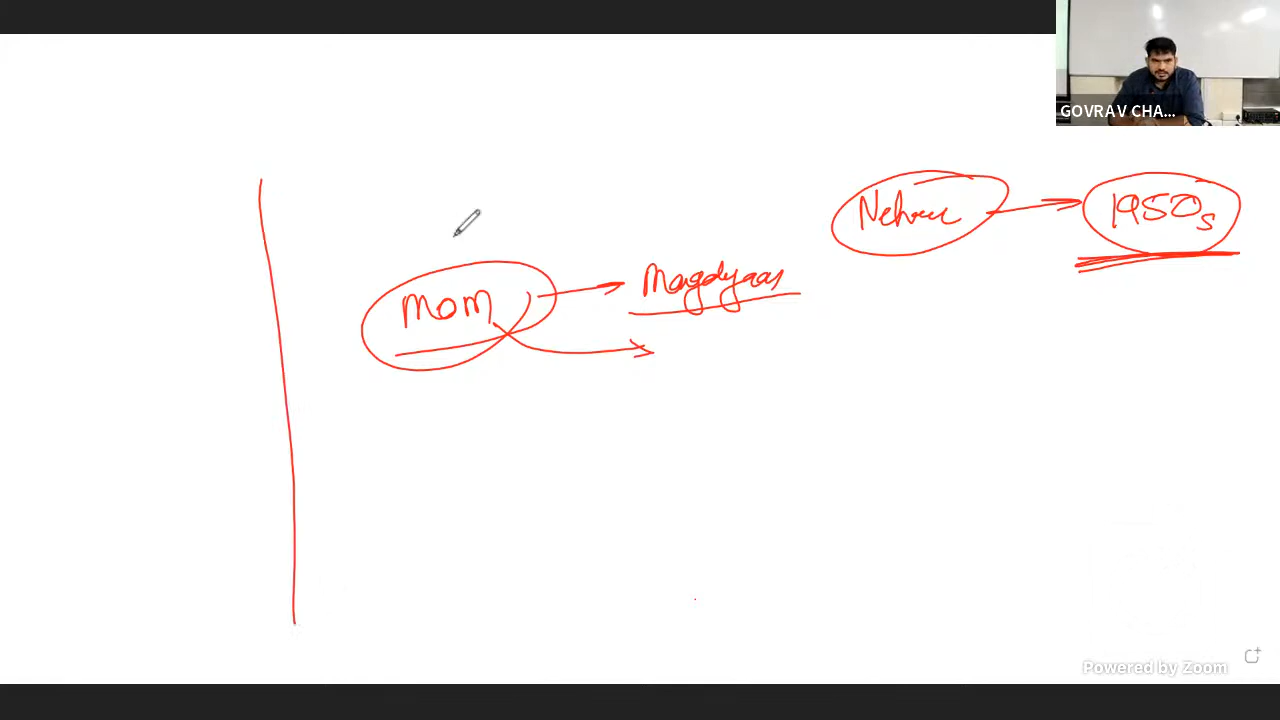 GOVRAV CHA...
Nehru
1950s
MOM
Mangalyaan
Powered by Zoom